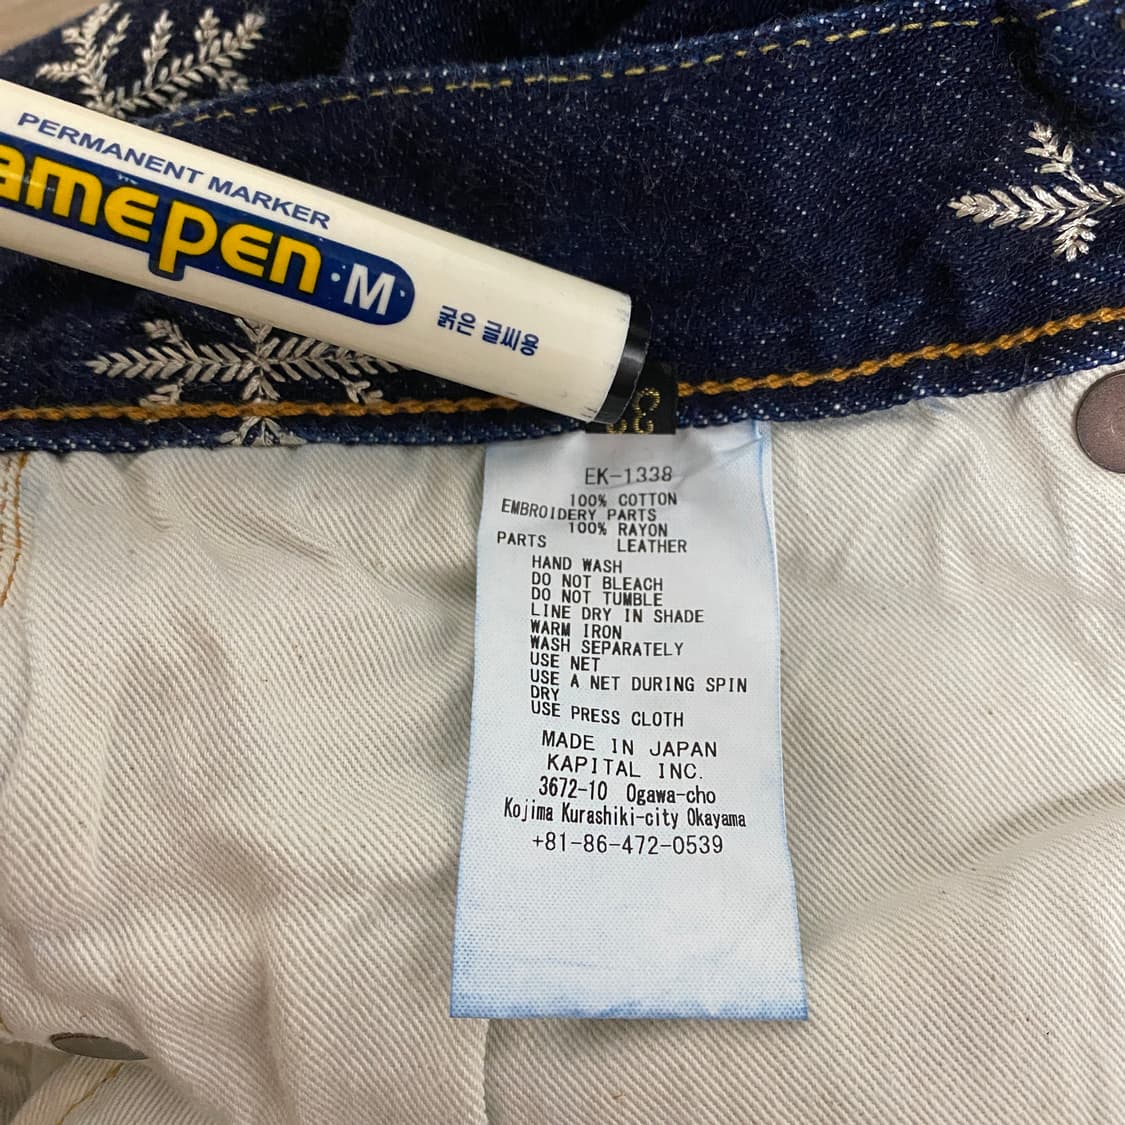 PERMANENT MARKER
amepen · M
굵은 글씨용
EK-1338
100% COTTON
EMBROIDERY PARTS
100% RAYON
PARTS LEATHER
HAND WASH
DO NOT BLEACH
DO NOT TUMBLE
LINE DRY IN SHADE
WARM IRON
WASH SEPARATELY
USE NET
USE A NET DURING SPIN
DRY
USE PRESS CLOTH
MADE IN JAPAN
KAPITAL INC.
3672-10 Ogawa-cho
Kojima Kurashiki-city Okayama
+81-86-472-0539